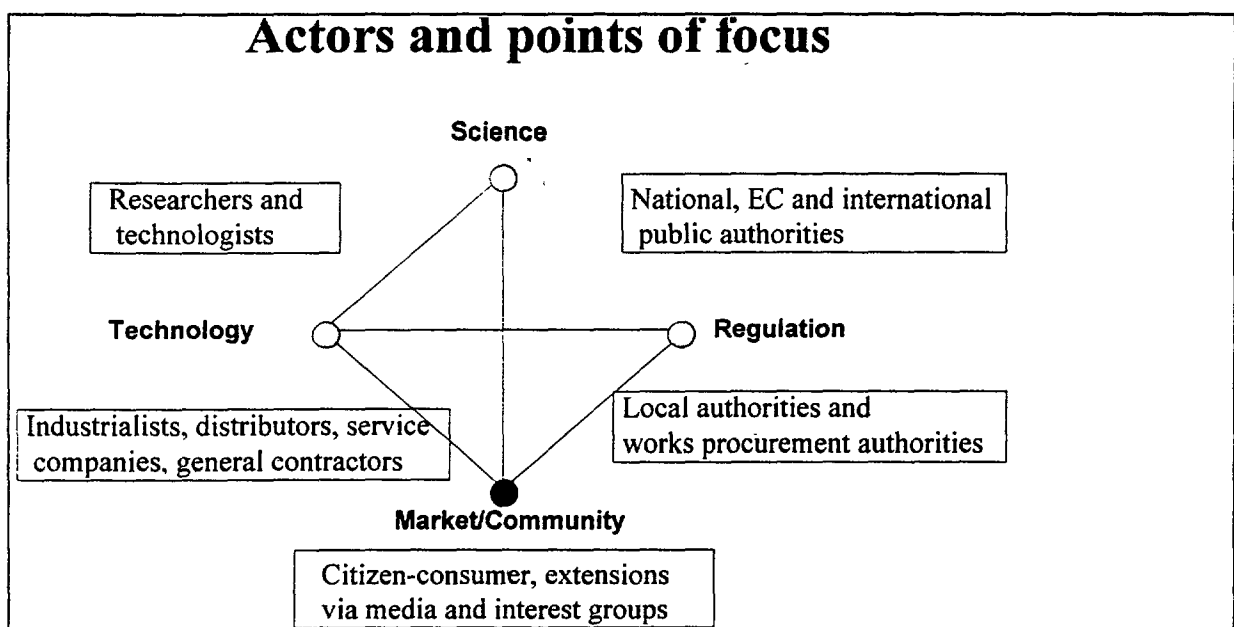 Actors and points of focus
Science
Researchers and
technologists
National, EC and international
public authorities
Technology
Regulation
Industrialists, distributors, service
companies, general contractors
Local authorities and
works procurement authorities
Market/Community
Citizen-consumer, extensions
via media and interest groups